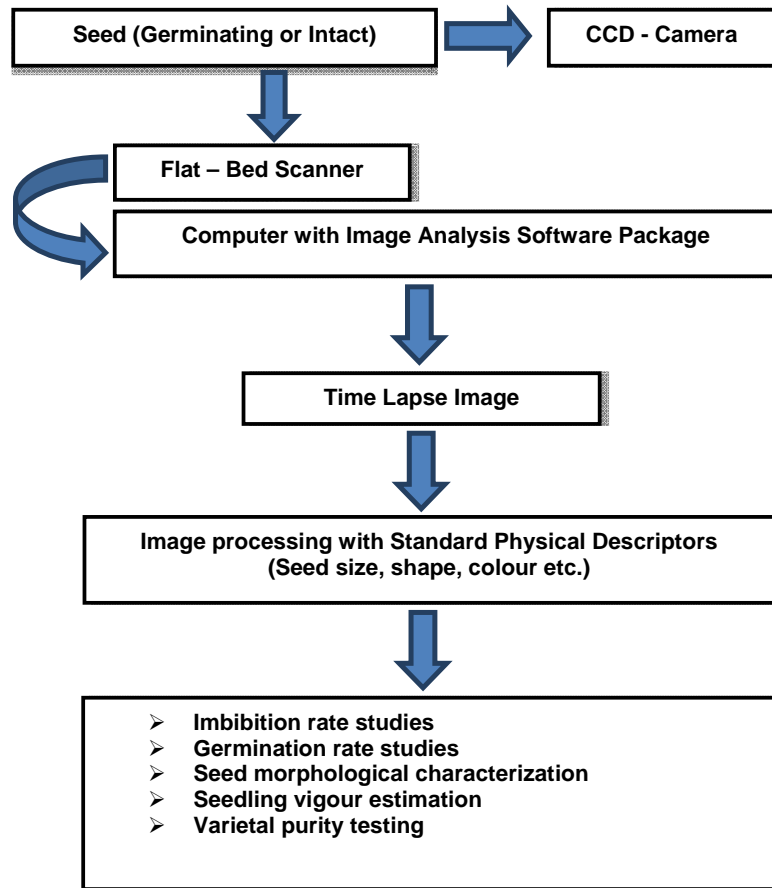 Seed (Germinating or Intact)
CCD - Camera
Flat – Bed Scanner
Computer with Image Analysis Software Package
Time Lapse Image
Image processing with Standard Physical Descriptors
(Seed size, shape, colour etc.)
➢ Imbibition rate studies
➢ Germination rate studies
➢ Seed morphological characterization
➢ Seedling vigour estimation
➢ Varietal purity testing